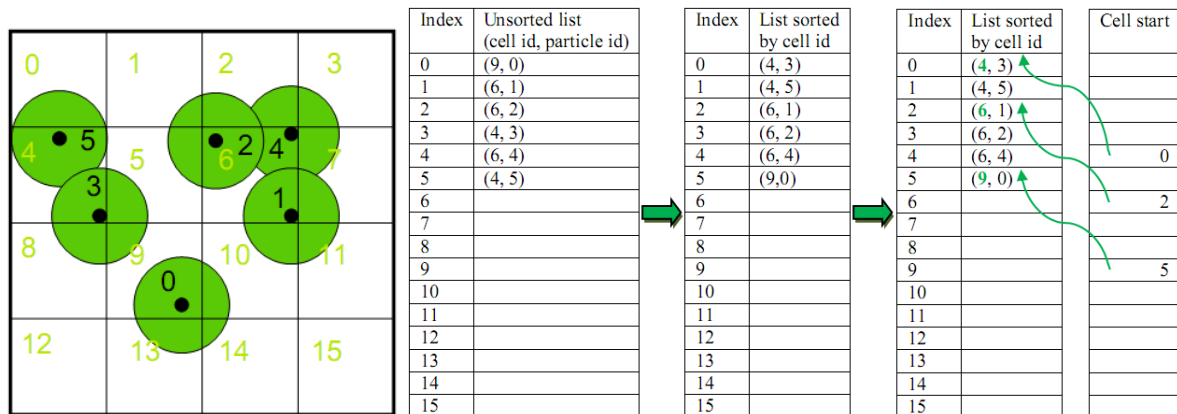 0 1 2 3
5 2 4
4 5 6 7
3 1
8 9 10 11
0
12 13 14 15
Index Unsorted list
(cell id, particle id)
0 (9, 0)
1 (6, 1)
2 (6, 2)
3 (4, 3)
4 (6, 4)
5 (4, 5)
6
7
8
9
10
11
12
13
14
15
Index List sorted
by cell id
0 (4, 3)
1 (4, 5)
2 (6, 1)
3 (6, 2)
4 (6, 4)
5 (9,0)
6
7
8
9
10
11
12
13
14
15
Index List sorted
by cell id
0 (4, 3)
1 (4, 5)
2 (6, 1)
3 (6, 2)
4 (6, 4)
5 (9, 0)
6
7
8
9
10
11
12
13
14
15
Cell start
0
2
5